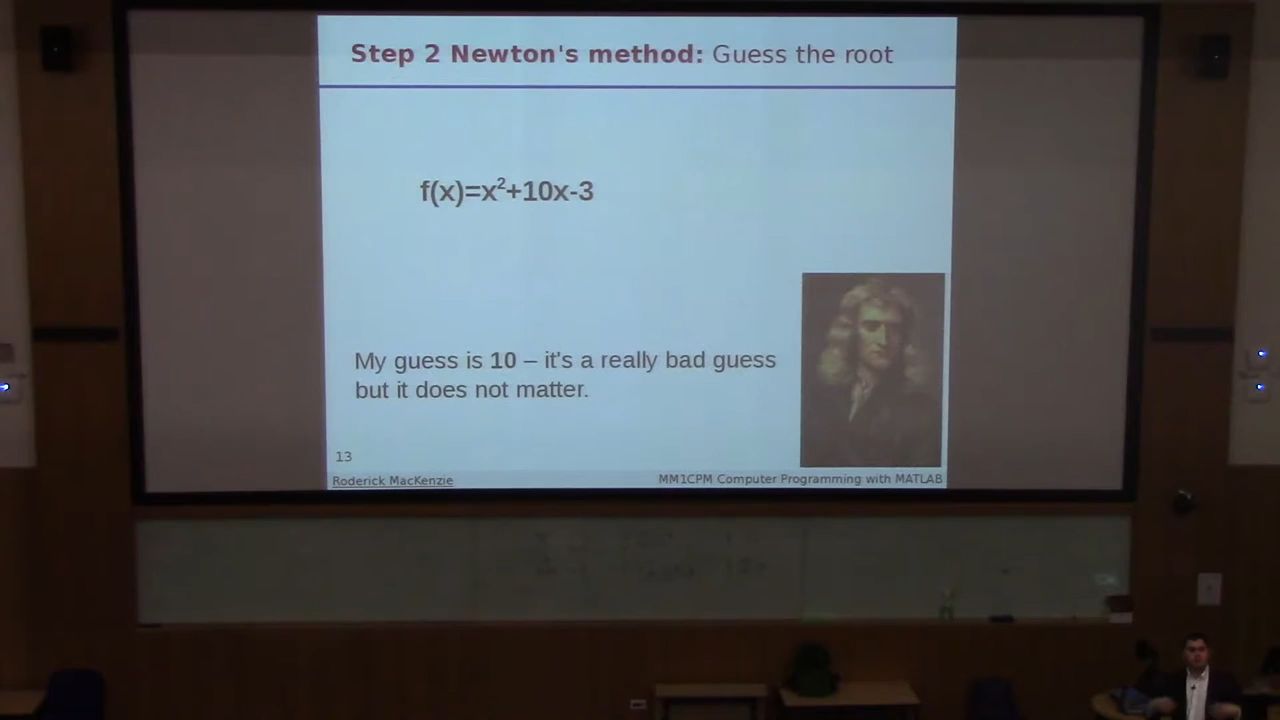 Step 2 Newton's method: Guess the root
f(x)=x²+10x-3
My guess is 10 – it's a really bad guess
but it does not matter.
13
Roderick MacKenzie
MM1CPM Computer Programming with MATLAB